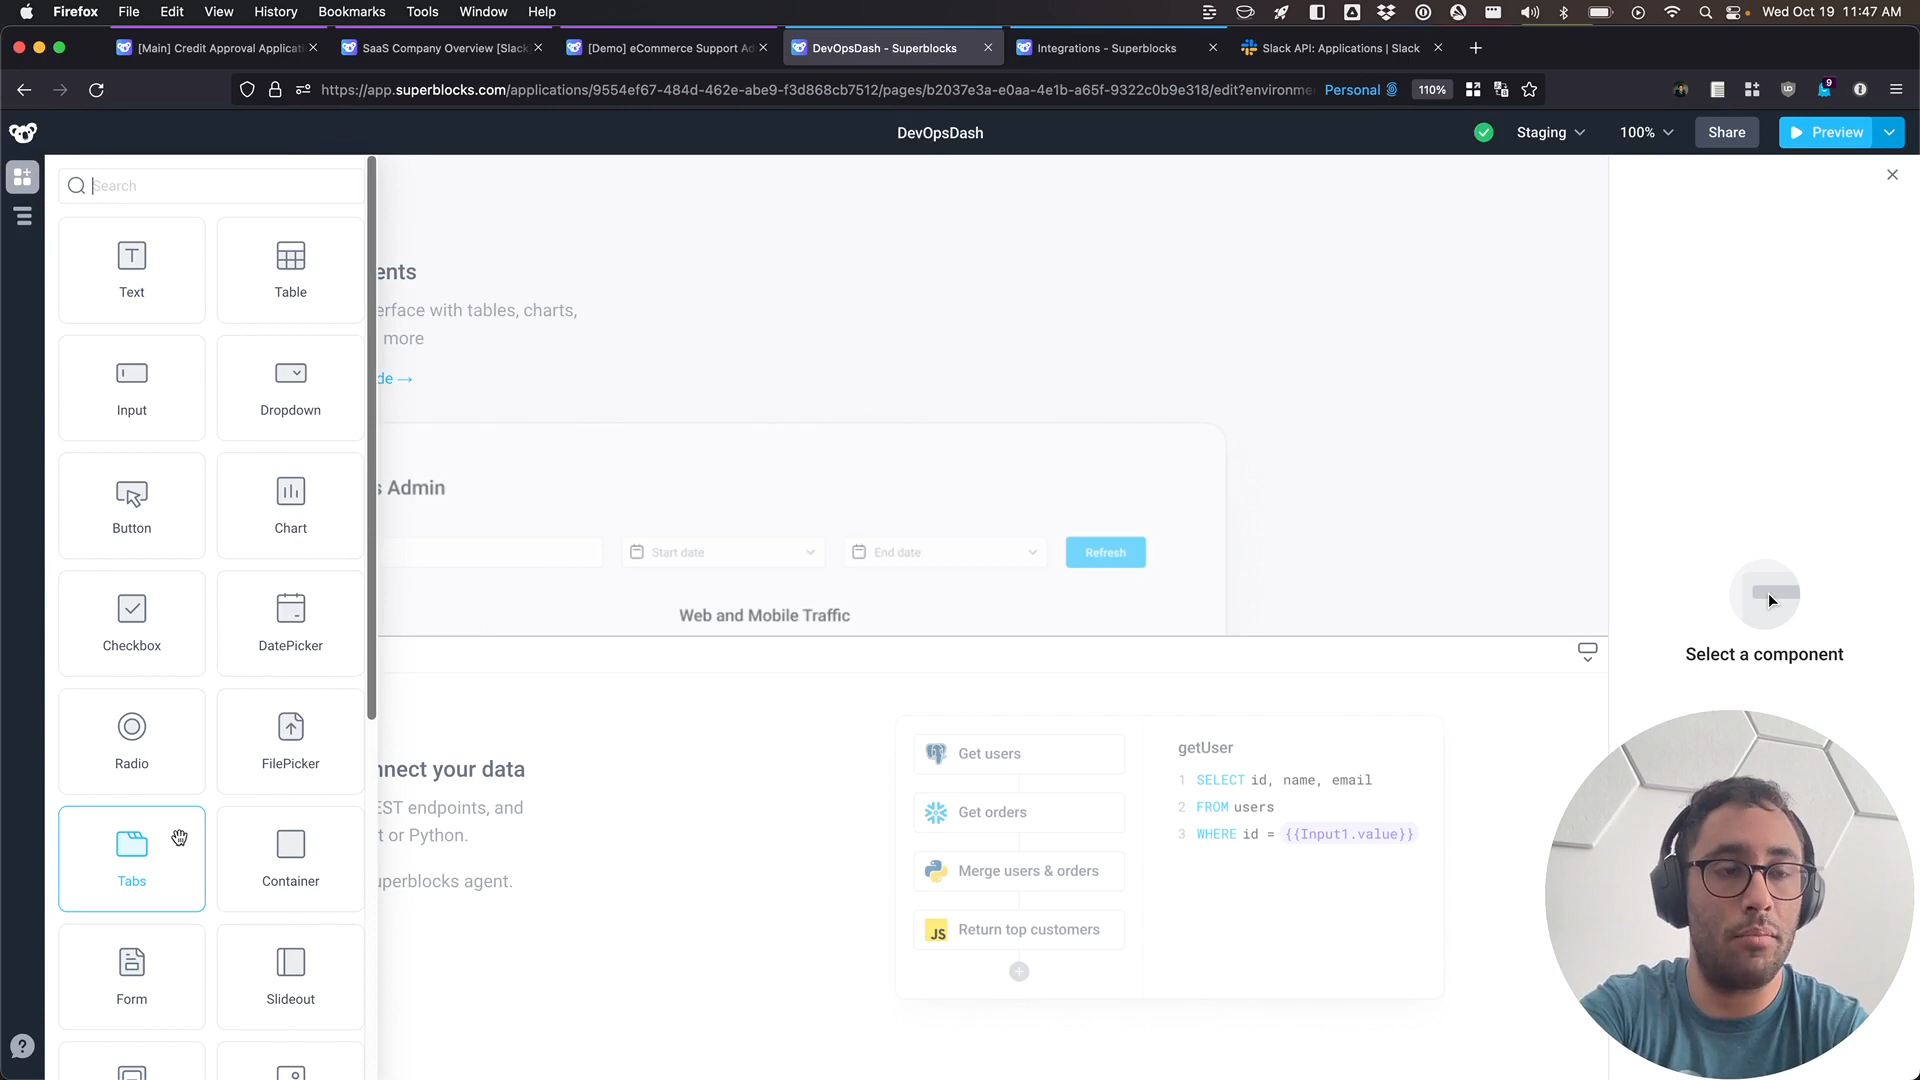 Firefox File Edit View History Bookmarks Tools Window Help Wed Oct 19 11:47 AM
[Main] Credit Approval Applicati
SaaS Company Overview [Slack
[Demo] eCommerce Support Ad
DevOpsDash - Superblocks
Integrations - Superblocks
Slack API: Applications | Slack
https://app.superblocks.com/applications/9554ef67-484d-462e-abe9-f3d868cb7512/pages/b2037e3a-e0aa-4e1b-a65f-9322c0b9e318/edit?environme
Personal
110%
9
DevOpsDash
Staging
100%
Share
Preview
Search
Text
Table
Input
Dropdown
Button
Chart
Checkbox
DatePicker
Radio
FilePicker
Tabs
Container
Form
Slideout
ents
erface with tables, charts,
more
de →
s Admin
Start date
End date
Refresh
Web and Mobile Traffic
nnect your data
EST endpoints, and
t or Python.
uperblocks agent.
Get users
Get orders
Merge users & orders
JS Return top customers
getUser
1 SELECT id, name, email
2 FROM users
3 WHERE id = {{Input1.value}}
Select a component